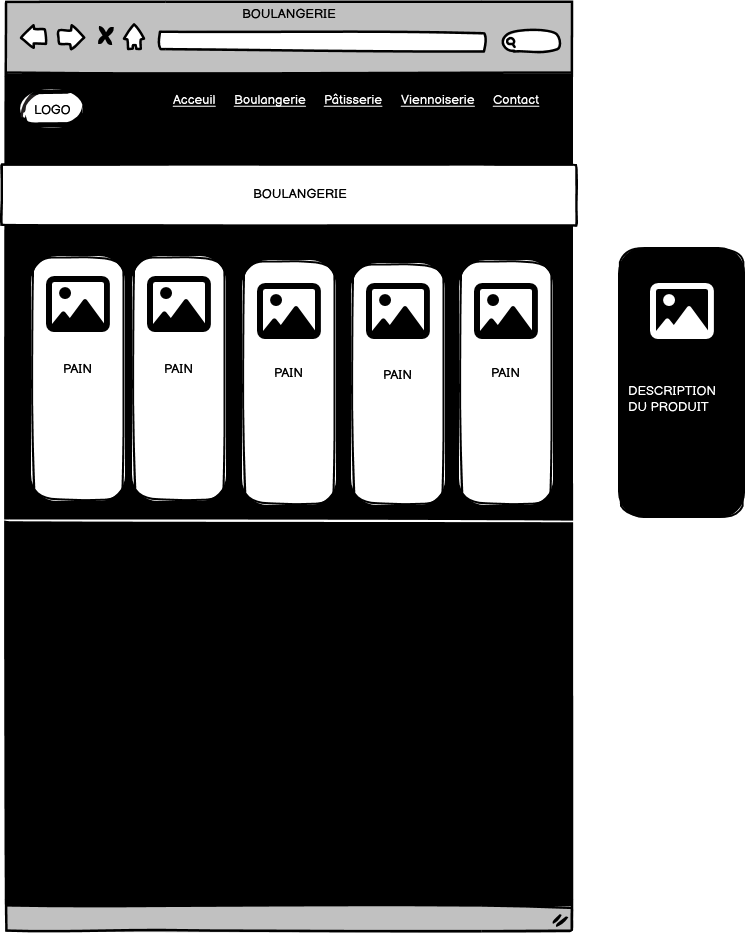 BOULANGERIE
LOGO
Acceuil Boulangerie Pâtisserie Viennoiserie Contact
BOULANGERIE
PAIN PAIN PAIN PAIN PAIN
DESCRIPTION
DU PRODUIT